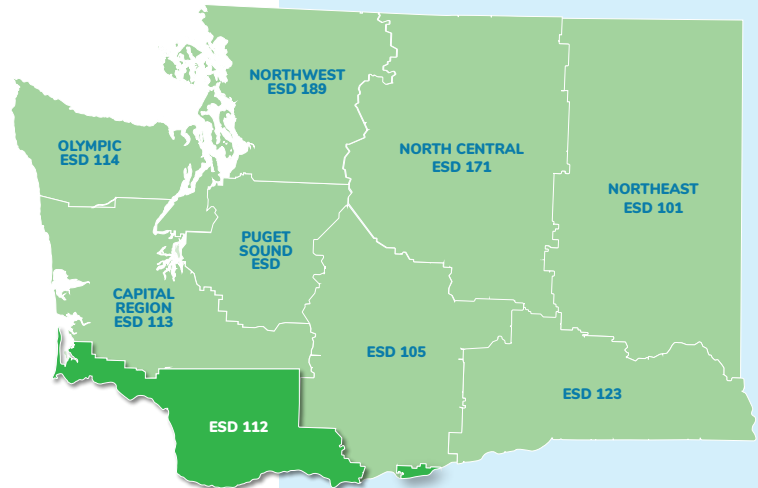 NORTHWEST
ESD 189
OLYMPIC
ESD 114
NORTH CENTRAL
ESD 171
NORTHEAST
ESD 101
PUGET
SOUND
ESD
CAPITAL
REGION
ESD 113
ESD 105
ESD 123
ESD 112